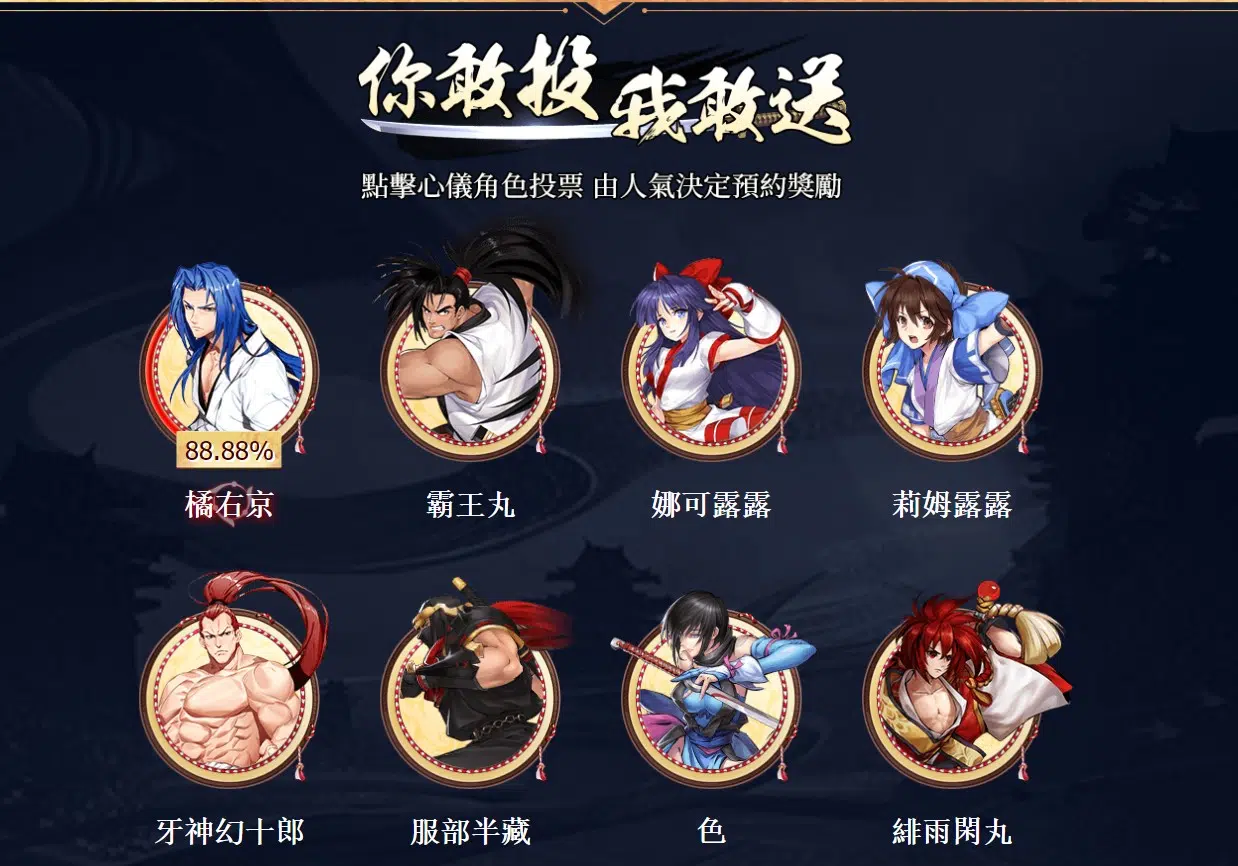 你敢投 我敢送
點擊心儀角色投票 由人氣決定預約獎勵
88.88%
橘右京
霸王丸
娜可露露
莉姆露露
牙神幻十郎
服部半藏
色
緋雨閑丸